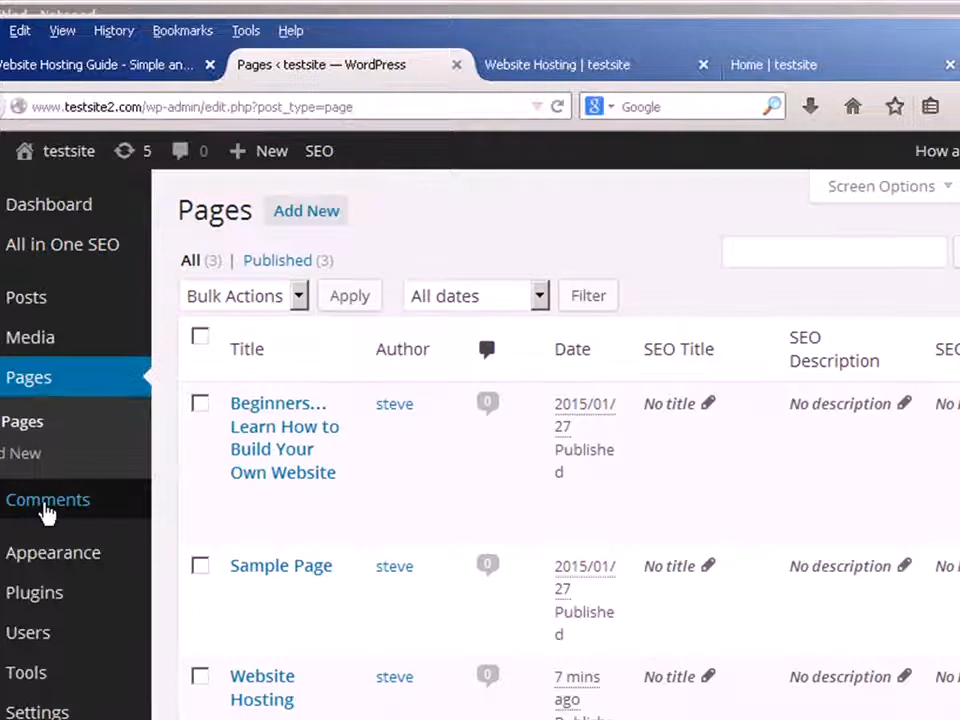 Edit View History Bookmarks Tools Help
ebsite Hosting Guide - Simple an... Pages ‹ testsite — WordPress Website Hosting | testsite Home | testsite
www.testsite2.com/wp-admin/edit.php?post_type=page Google
testsite 5 0 New SEO How a
Screen Options
Dashboard
All in One SEO
Posts
Media
Pages
Pages
d New
Comments
Appearance
Plugins
Users
Tools
Settings
Pages Add New
All (3) | Published (3)
Bulk Actions Apply All dates Filter
Title Author Date SEO Title SEO
Description SEO
Beginners... steve 0 2015/01/ No title No description No
Learn How to 27
Build Your Publishe
Own Website d
Sample Page steve 0 2015/01/ No title No description No
27
Publishe
d
Website steve 0 7 mins No title No description No
Hosting ago